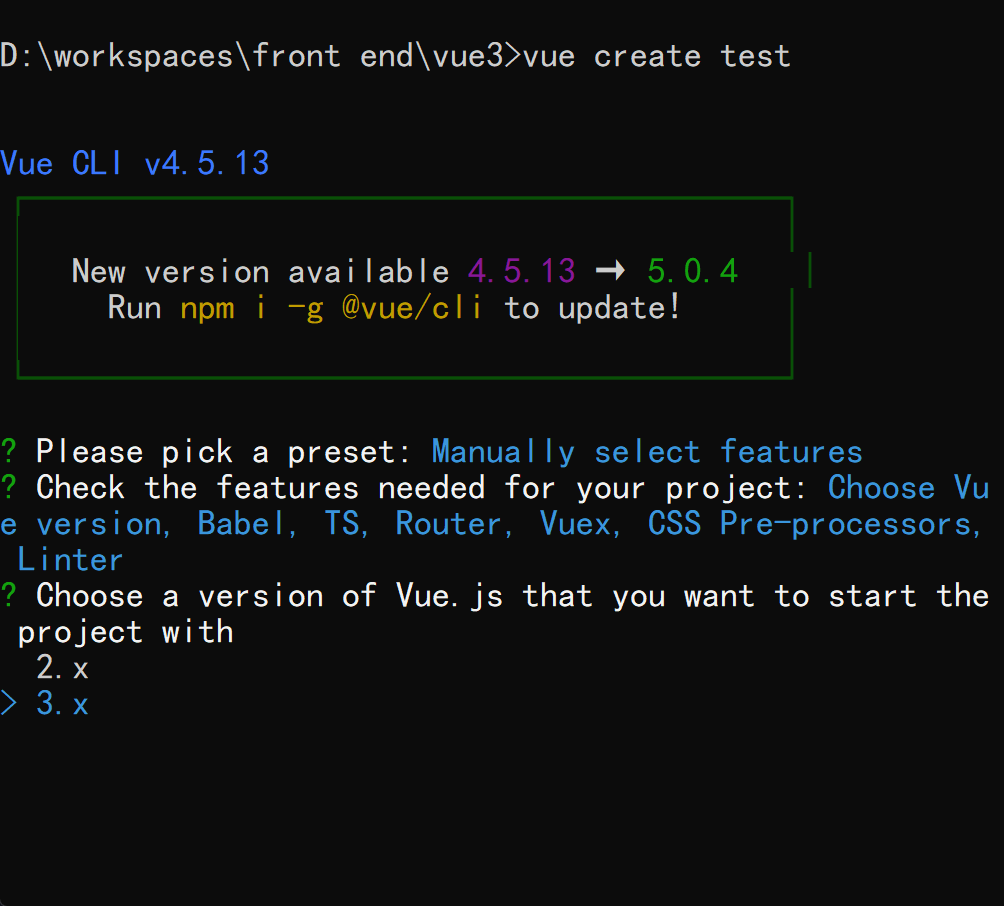 D:\workspaces\front end\vue3>vue create test
Vue CLI v4.5.13
New version available 4.5.13 → 5.0.4
Run npm i -g @vue/cli to update!
? Please pick a preset: Manually select features
? Check the features needed for your project: Choose Vu
e version, Babel, TS, Router, Vuex, CSS Pre-processors,
Linter
? Choose a version of Vue.js that you want to start the
project with
2.x
> 3.x